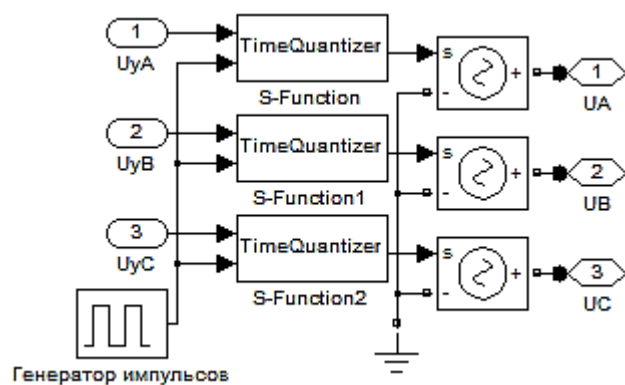 1
UyA
TimeQuantizer
S-Function
s
-
+
1
UA
2
UyB
TimeQuantizer
S-Function1
s
-
+
2
UB
3
UyC
TimeQuantizer
S-Function2
s
-
+
3
UC
Генератор импульсов